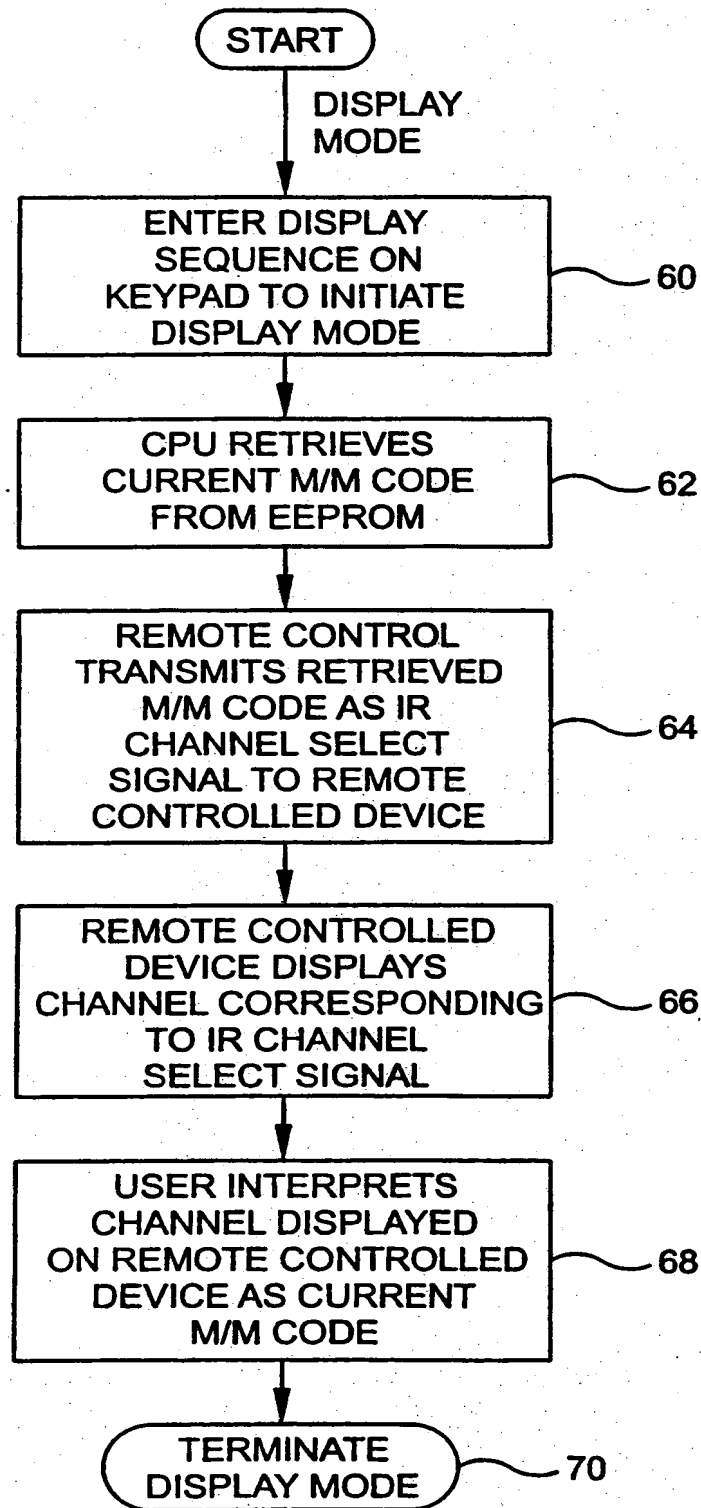 START
DISPLAY
MODE
ENTER DISPLAY
SEQUENCE ON
KEYPAD TO INITIATE
DISPLAY MODE
60
CPU RETRIEVES
CURRENT M/M CODE
FROM EEPROM
62
REMOTE CONTROL
TRANSMITS RETRIEVED
M/M CODE AS IR
CHANNEL SELECT
SIGNAL TO REMOTE
CONTROLLED DEVICE
64
REMOTE CONTROLLED
DEVICE DISPLAYS
CHANNEL CORRESPONDING
TO IR CHANNEL
SELECT SIGNAL
66
USER INTERPRETS
CHANNEL DISPLAYED
ON REMOTE CONTROLLED
DEVICE AS CURRENT
M/M CODE
68
TERMINATE
DISPLAY MODE
70